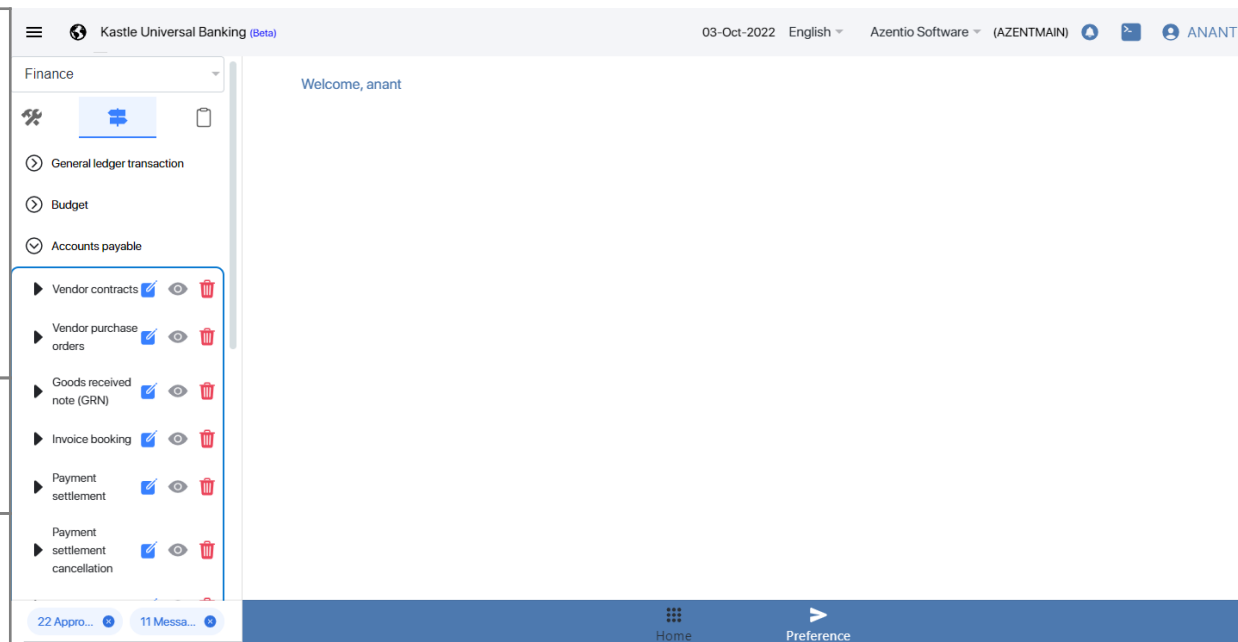 Kastle Universal Banking (Beta)
03-Oct-2022 English Azentio Software (AZENTMAIN) ANANT
Finance
Welcome, anant
General ledger transaction
Budget
Accounts payable
Vendor contracts
Vendor purchase
orders
Goods received
note (GRN)
Invoice booking
Payment
settlement
Payment
settlement
cancellation
22 Appro...
11 Messa...
Home
Preference